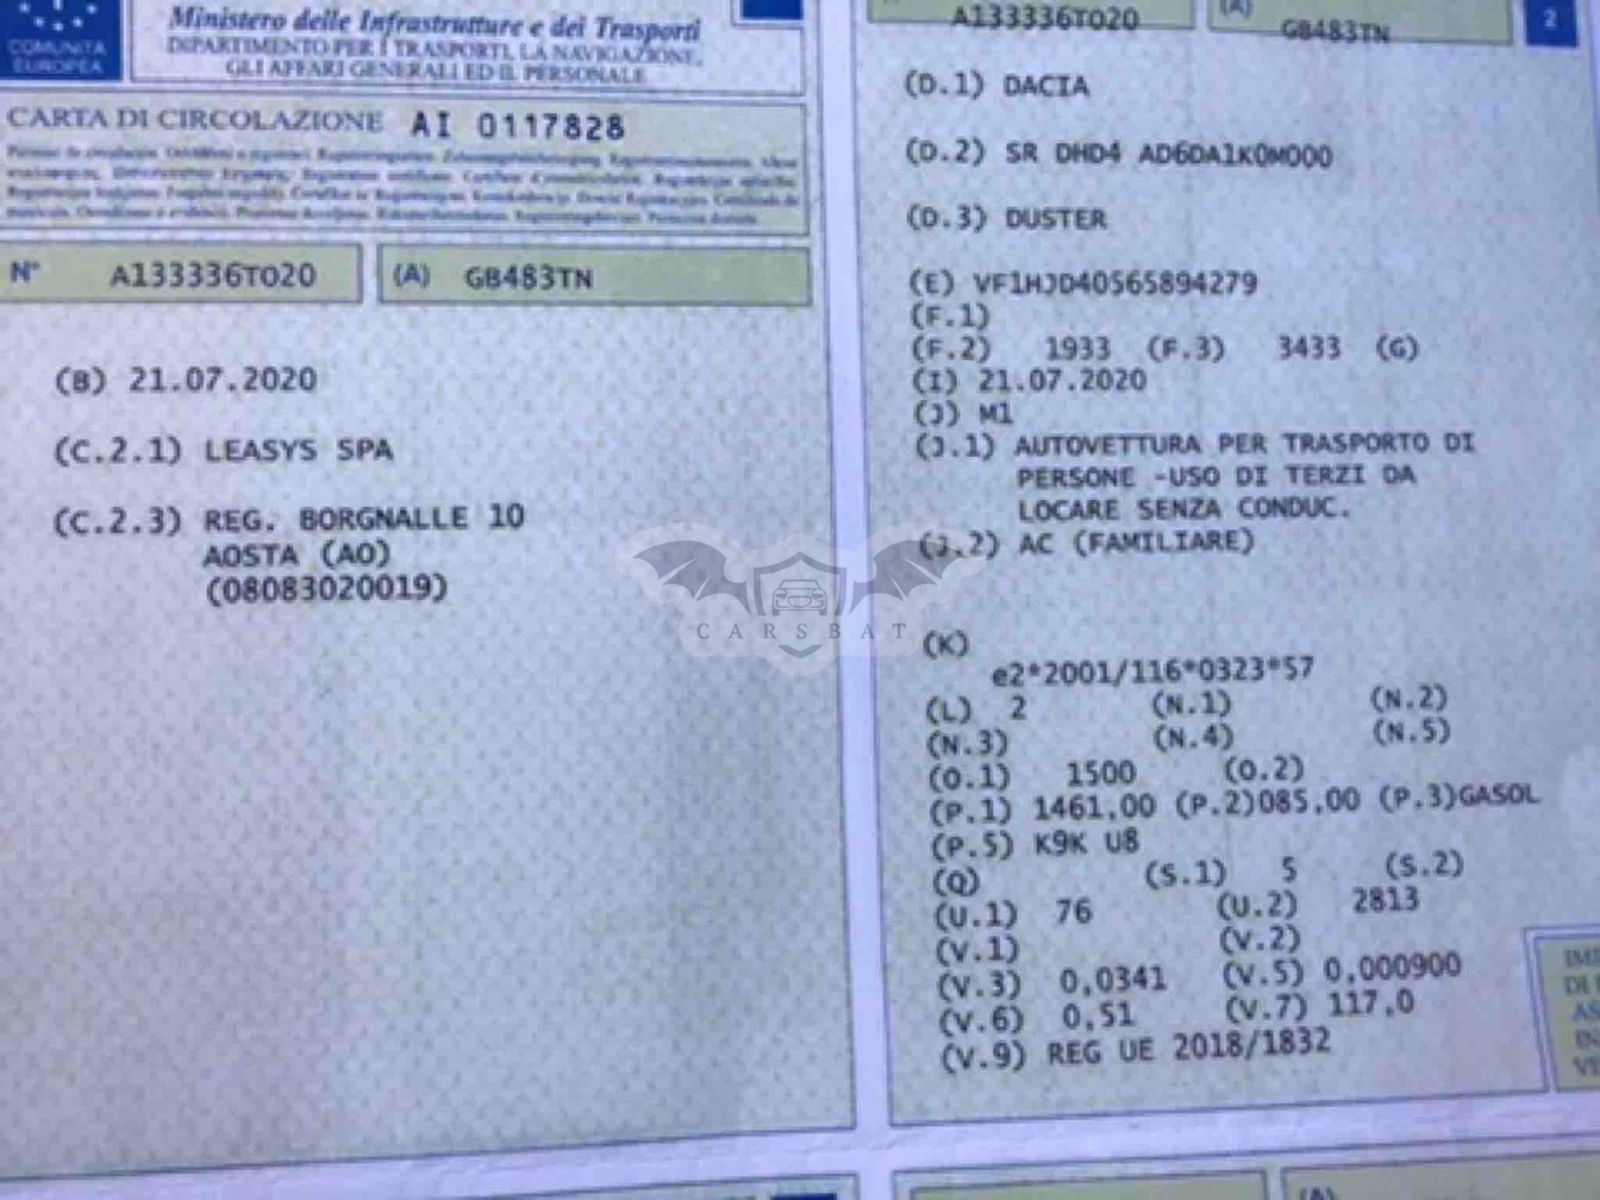 COMUNITA
EUROPEA
Ministero delle Infrastrutture e dei Trasporti
DIPARTIMENTO PER I TRASPORTI, LA NAVIGAZIONE,
GLI AFFARI GENERALI ED IL PERSONALE
CARTA DI CIRCOLAZIONE AI 0117828
N° A133336TO20 (A) GB483TN
(B) 21.07.2020
(C.2.1) LEASYS SPA
(C.2.3) REG. BORGNALLE 10
AOSTA (AO)
(08083020019)
A133336TO20 (A) GB483TN 2
(D.1) DACIA
(D.2) SR DHD4 AD6DA1K0M000
(D.3) DUSTER
(E) VF1HJD40565894279
(F.1)
(F.2) 1933 (F.3) 3433 (G)
(I) 21.07.2020
(J) M1
(J.1) AUTOVETTURA PER TRASPORTO DI
PERSONE -USO DI TERZI DA
LOCARE SENZA CONDUC.
(J.2) AC (FAMILIARE)
CARSBAT
(K)
e2*2001/116*0323*57
(L) 2 (N.1) (N.2)
(N.3) (N.4) (N.5)
(O.1) 1500 (O.2)
(P.1) 1461,00 (P.2)085,00 (P.3)GASOL
(P.5) K9K U8
(Q) (S.1) 5 (S.2)
(U.1) 76 (U.2) 2813
(V.1) (V.2)
(V.3) 0,0341 (V.5) 0,000900
(V.6) 0,51 (V.7) 117,0
(V.9) REG UE 2018/1832
(A)